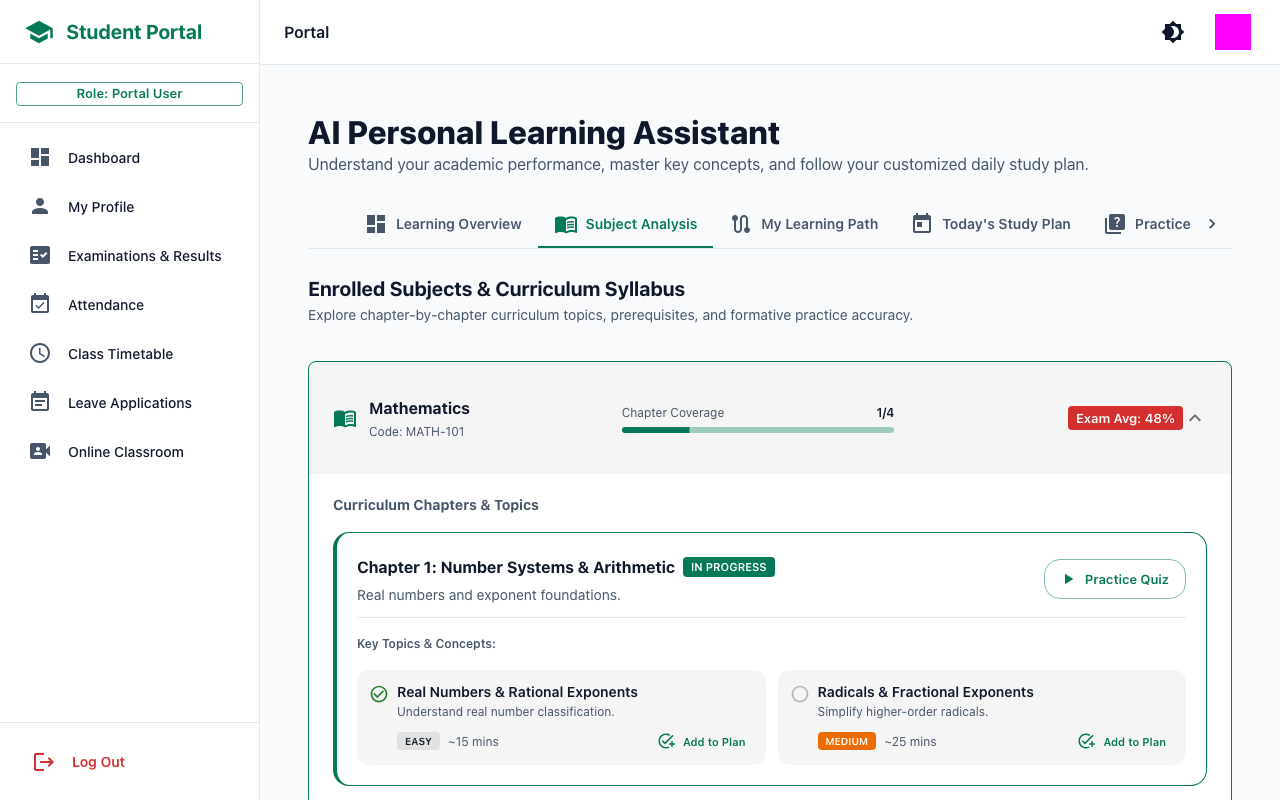 Student Portal
Portal
Role: Portal User
Dashboard
My Profile
Examinations & Results
Attendance
Class Timetable
Leave Applications
Online Classroom
Log Out
AI Personal Learning Assistant
Understand your academic performance, master key concepts, and follow your customized daily study plan.
Learning Overview
Subject Analysis
My Learning Path
Today's Study Plan
Practice
Enrolled Subjects & Curriculum Syllabus
Explore chapter-by-chapter curriculum topics, prerequisites, and formative practice accuracy.
Mathematics
Code: MATH-101
Chapter Coverage
1/4
Exam Avg: 48%
Curriculum Chapters & Topics
Chapter 1: Number Systems & Arithmetic
IN PROGRESS
Real numbers and exponent foundations.
Practice Quiz
Key Topics & Concepts:
Real Numbers & Rational Exponents
Understand real number classification.
EASY
~15 mins
Add to Plan
Radicals & Fractional Exponents
Simplify higher-order radicals.
MEDIUM
~25 mins
Add to Plan